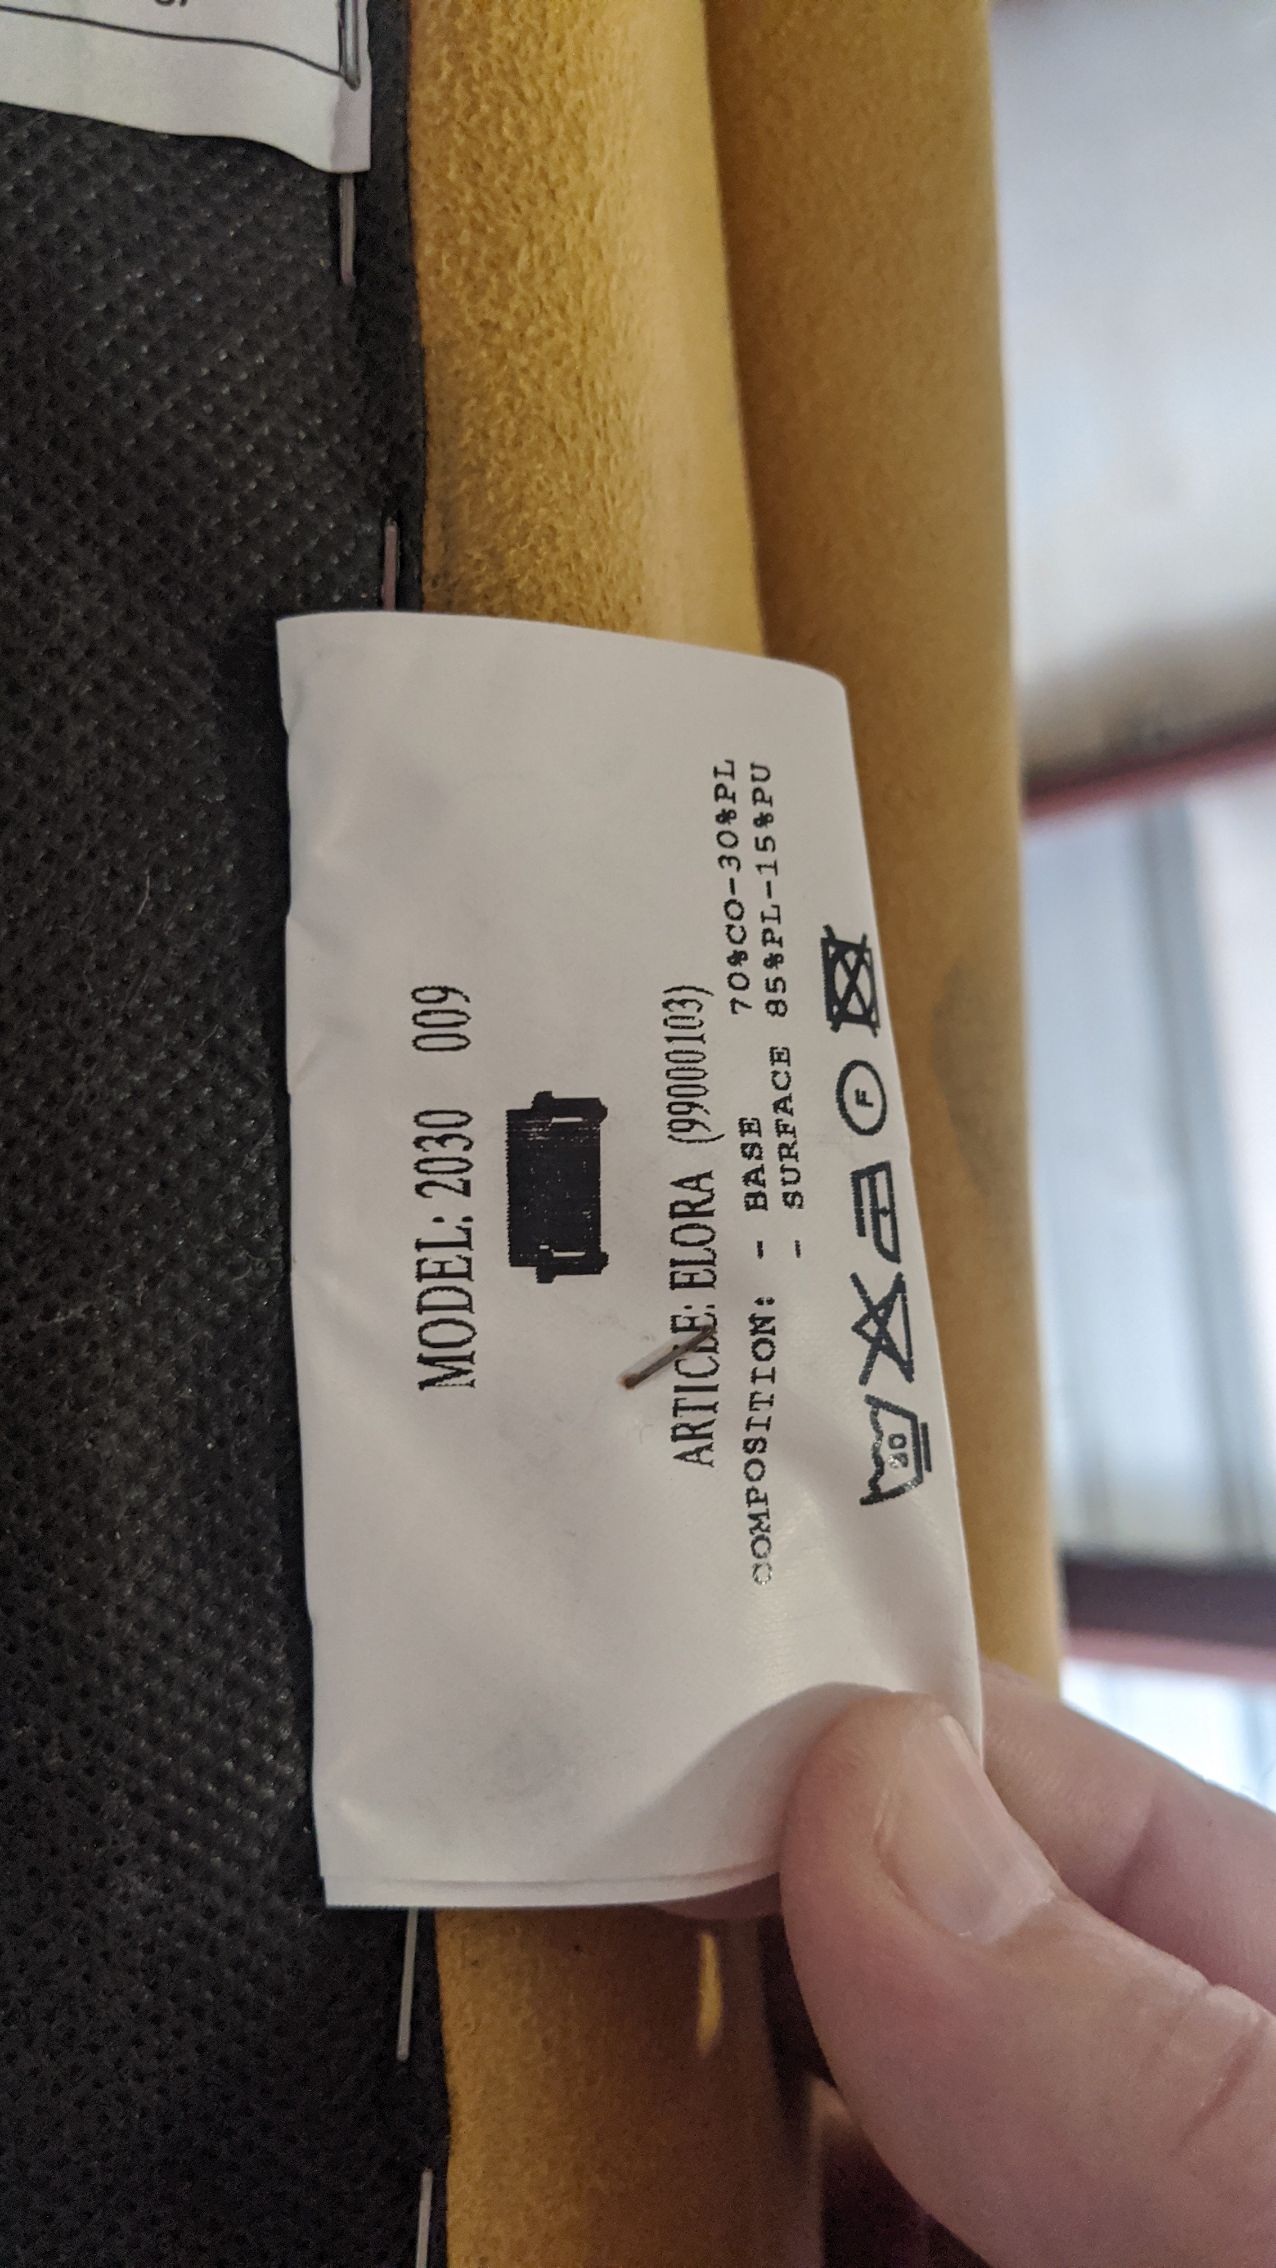 MODEL: 2030 009
ARTICLE: ELORA (99000103)
COMPOSITION: - BASE 70%CO-30%PL
- SURFACE 85%PL-15%PU
F